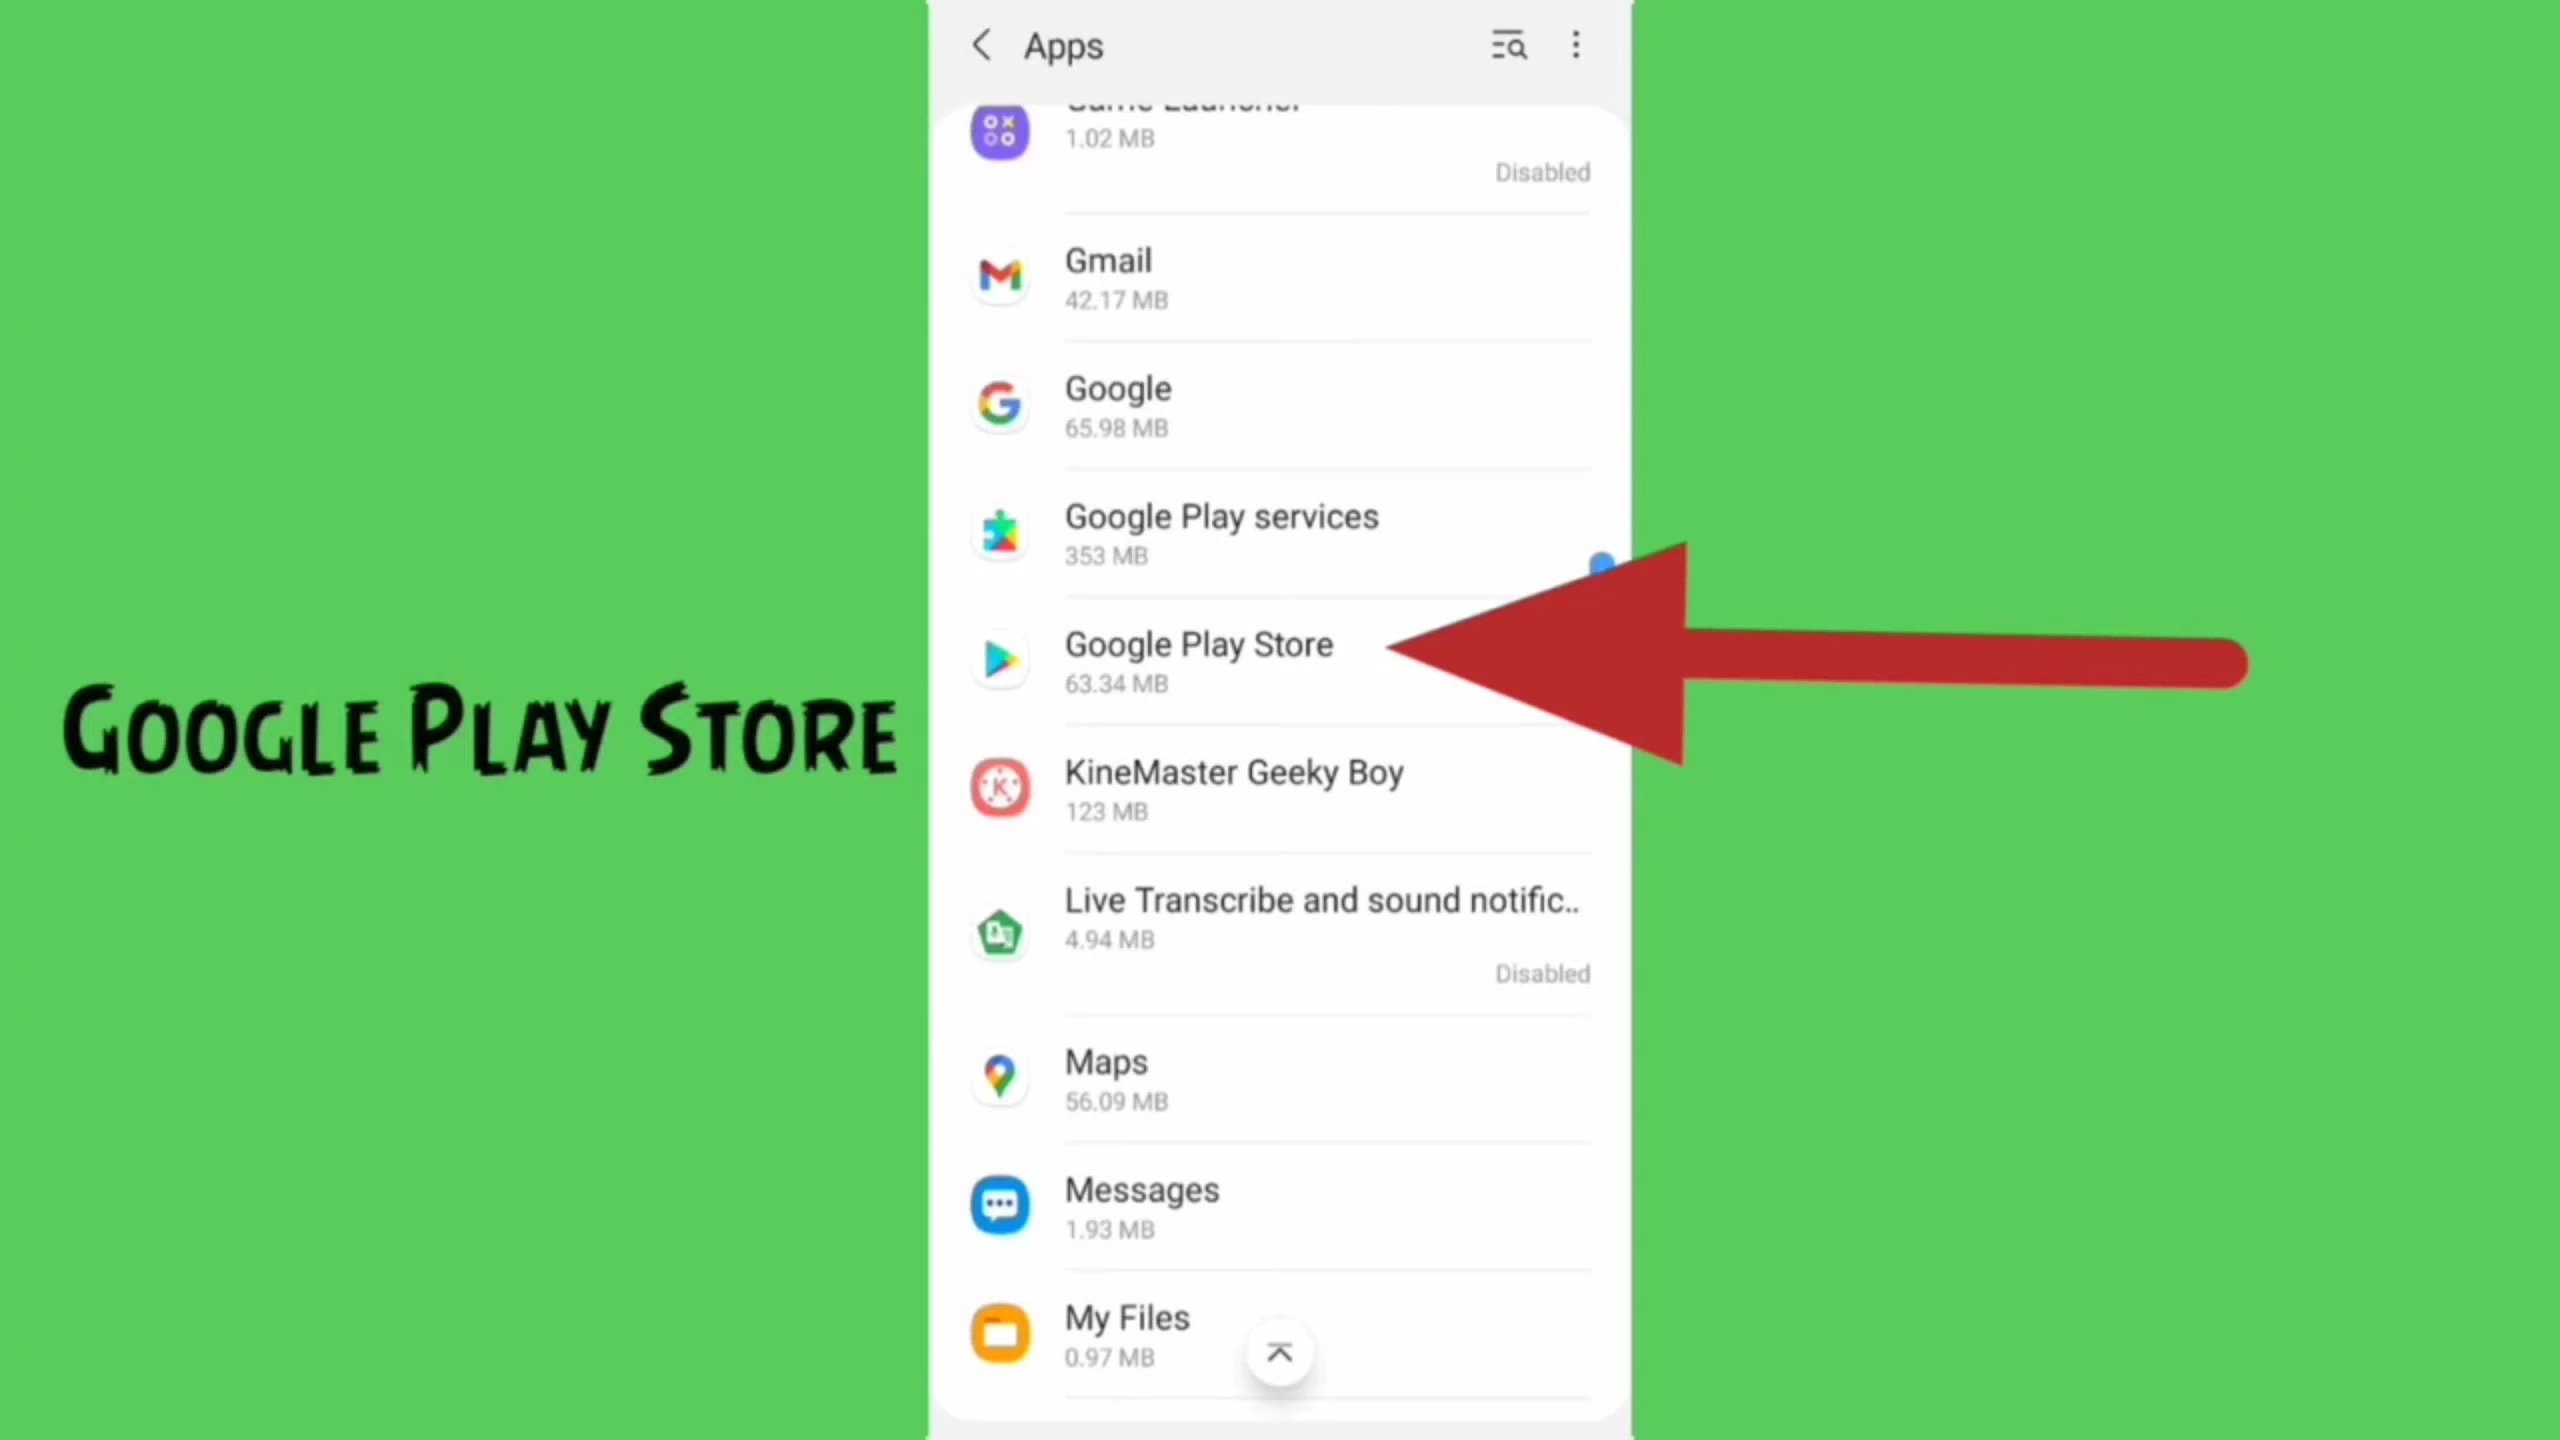 Apps
1.02 MB
Disabled
Gmail
42.17 MB
Google
65.98 MB
Google Play services
353 MB
Google Play Store
63.34 MB
GOOGLE PLAY STORE
KineMaster Geeky Boy
123 MB
Live Transcribe and sound notific..
4.94 MB
Disabled
Maps
56.09 MB
Messages
1.93 MB
My Files
0.97 MB